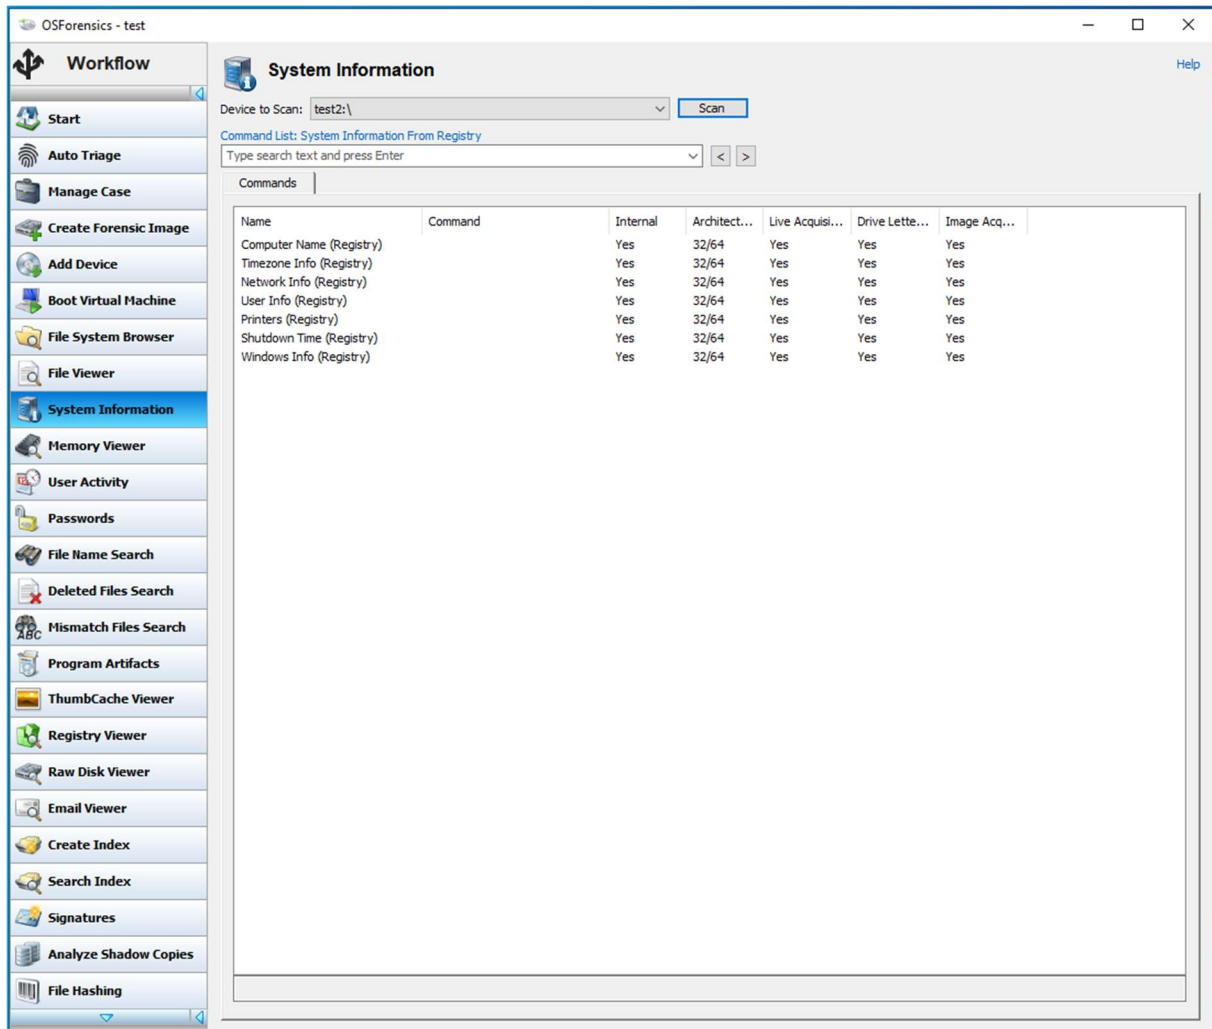 OSForensics - test
Workflow
Start
Auto Triage
Manage Case
Create Forensic Image
Add Device
Boot Virtual Machine
File System Browser
File Viewer
System Information
Memory Viewer
User Activity
Passwords
File Name Search
Deleted Files Search
Mismatch Files Search
Program Artifacts
ThumbCache Viewer
Registry Viewer
Raw Disk Viewer
Email Viewer
Create Index
Search Index
Signatures
Analyze Shadow Copies
File Hashing
System Information
Help
Device to Scan: test2:\ Scan
Command List: System Information From Registry
Type search text and press Enter < >
Commands
Name Command Internal Architect... Live Acquisi... Drive Lette... Image Acq...
Computer Name (Registry) Yes 32/64 Yes Yes Yes
Timezone Info (Registry) Yes 32/64 Yes Yes Yes
Network Info (Registry) Yes 32/64 Yes Yes Yes
User Info (Registry) Yes 32/64 Yes Yes Yes
Printers (Registry) Yes 32/64 Yes Yes Yes
Shutdown Time (Registry) Yes 32/64 Yes Yes Yes
Windows Info (Registry) Yes 32/64 Yes Yes Yes